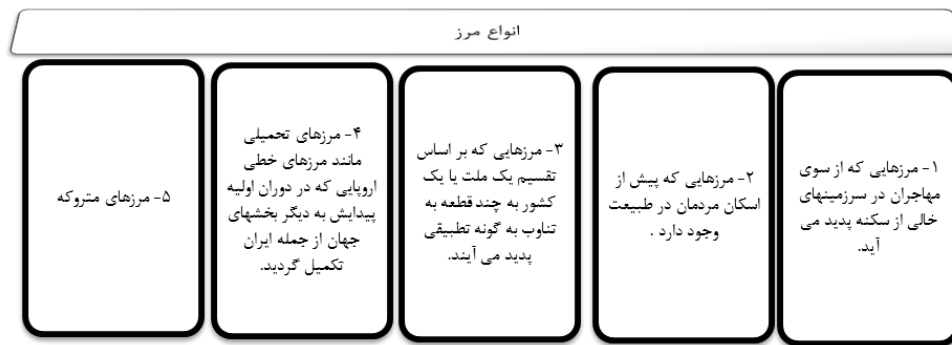 انواع مرز
۱- مرزهایی که از سوی
مهاجران در سرزمینهای
خالی از سکنه پدید می
آید.
۲- مرزهایی که پیش از
اسکان مردمان در طبیعت
وجود دارد .
۳- مرزهایی که بر اساس
تقسیم یک ملت یا یک
کشور به چند قطعه به
تناوب به گونه تطبیقی
پدید می آیند.
۴- مرزهای تحمیلی
مانند مرزهای خطی
اروپایی که در دوران اولیه
پیدایش به دیگر بخشهای
جهان از جمله ایران
تکمیل گردید.
۵- مرزهای متروکه